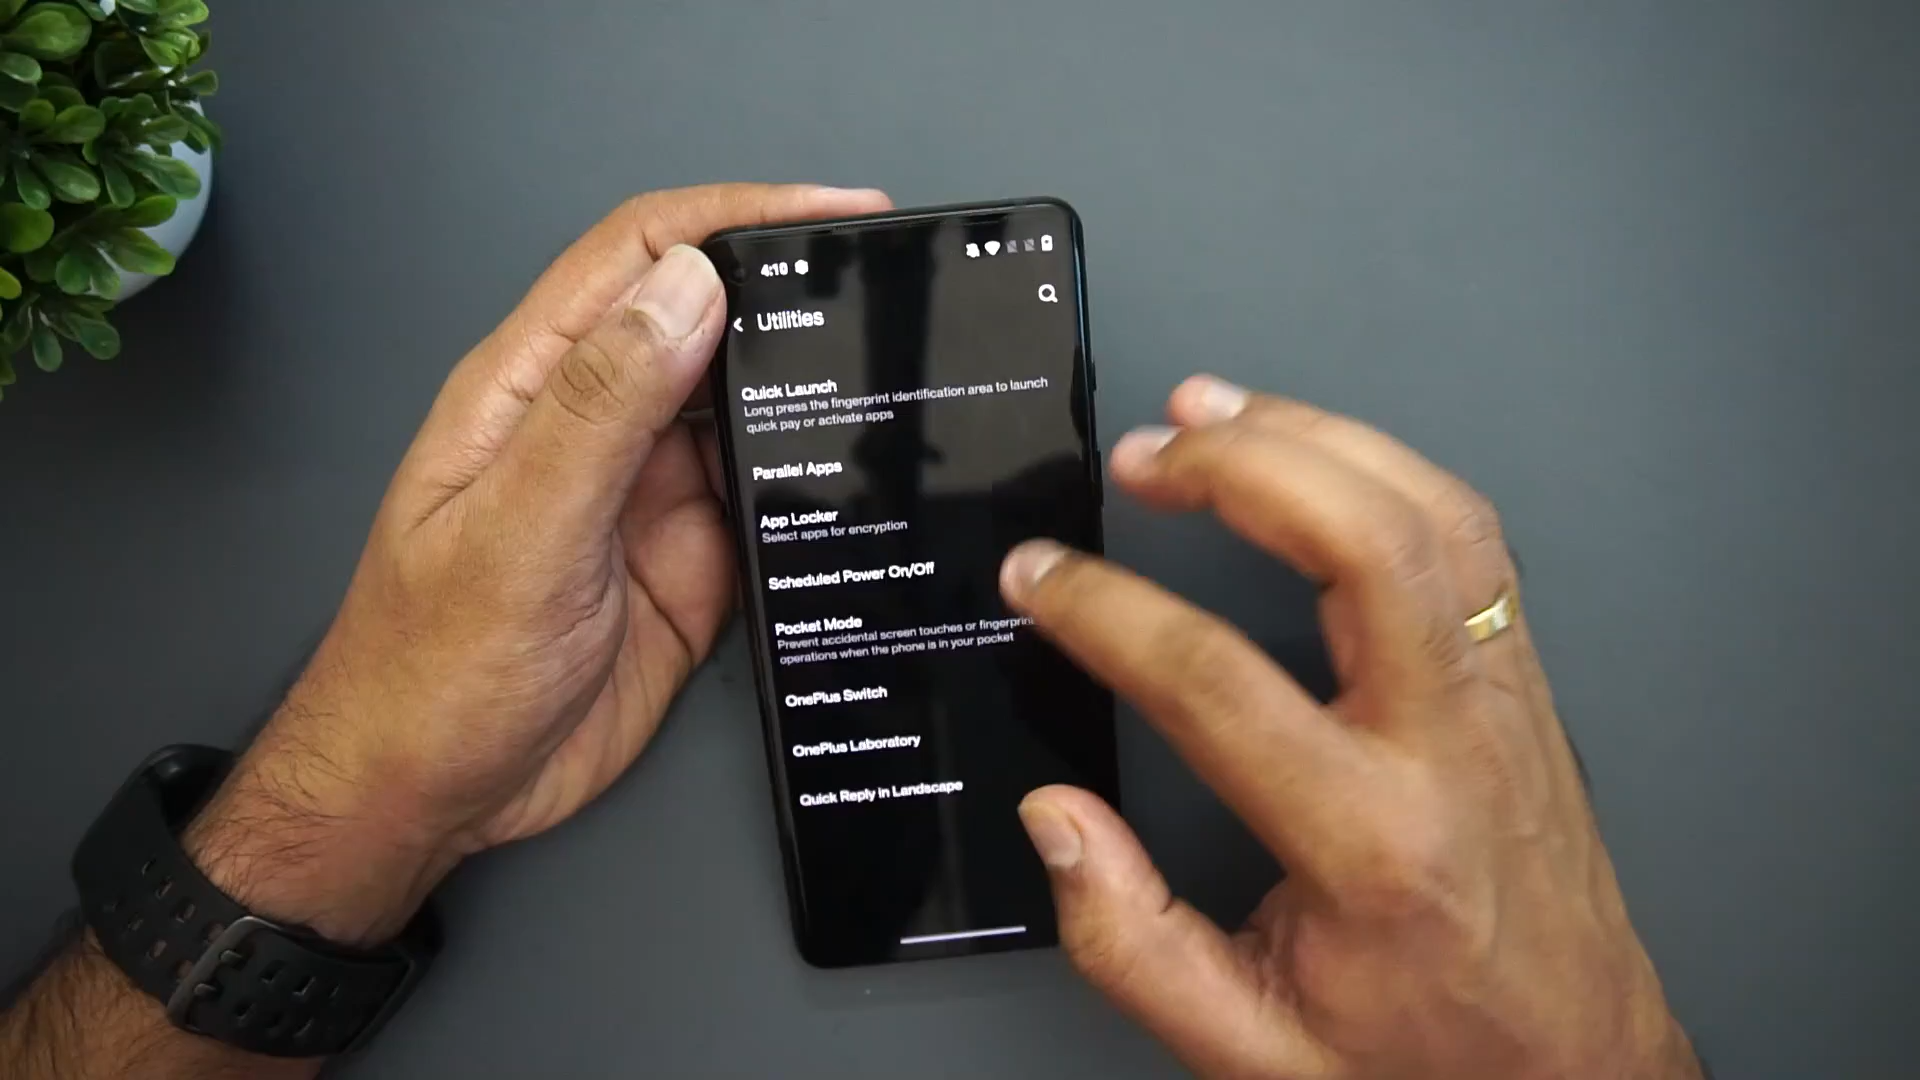 4:10
Utilities
Quick Launch
Long press the fingerprint identification area to launch
quick pay or activate apps
Parallel Apps
App Locker
Select apps for encryption
Scheduled Power On/Off
Pocket Mode
Prevent accidental screen touches or fingerprint
operations when the phone is in your pocket
OnePlus Switch
OnePlus Laboratory
Quick Reply in Landscape